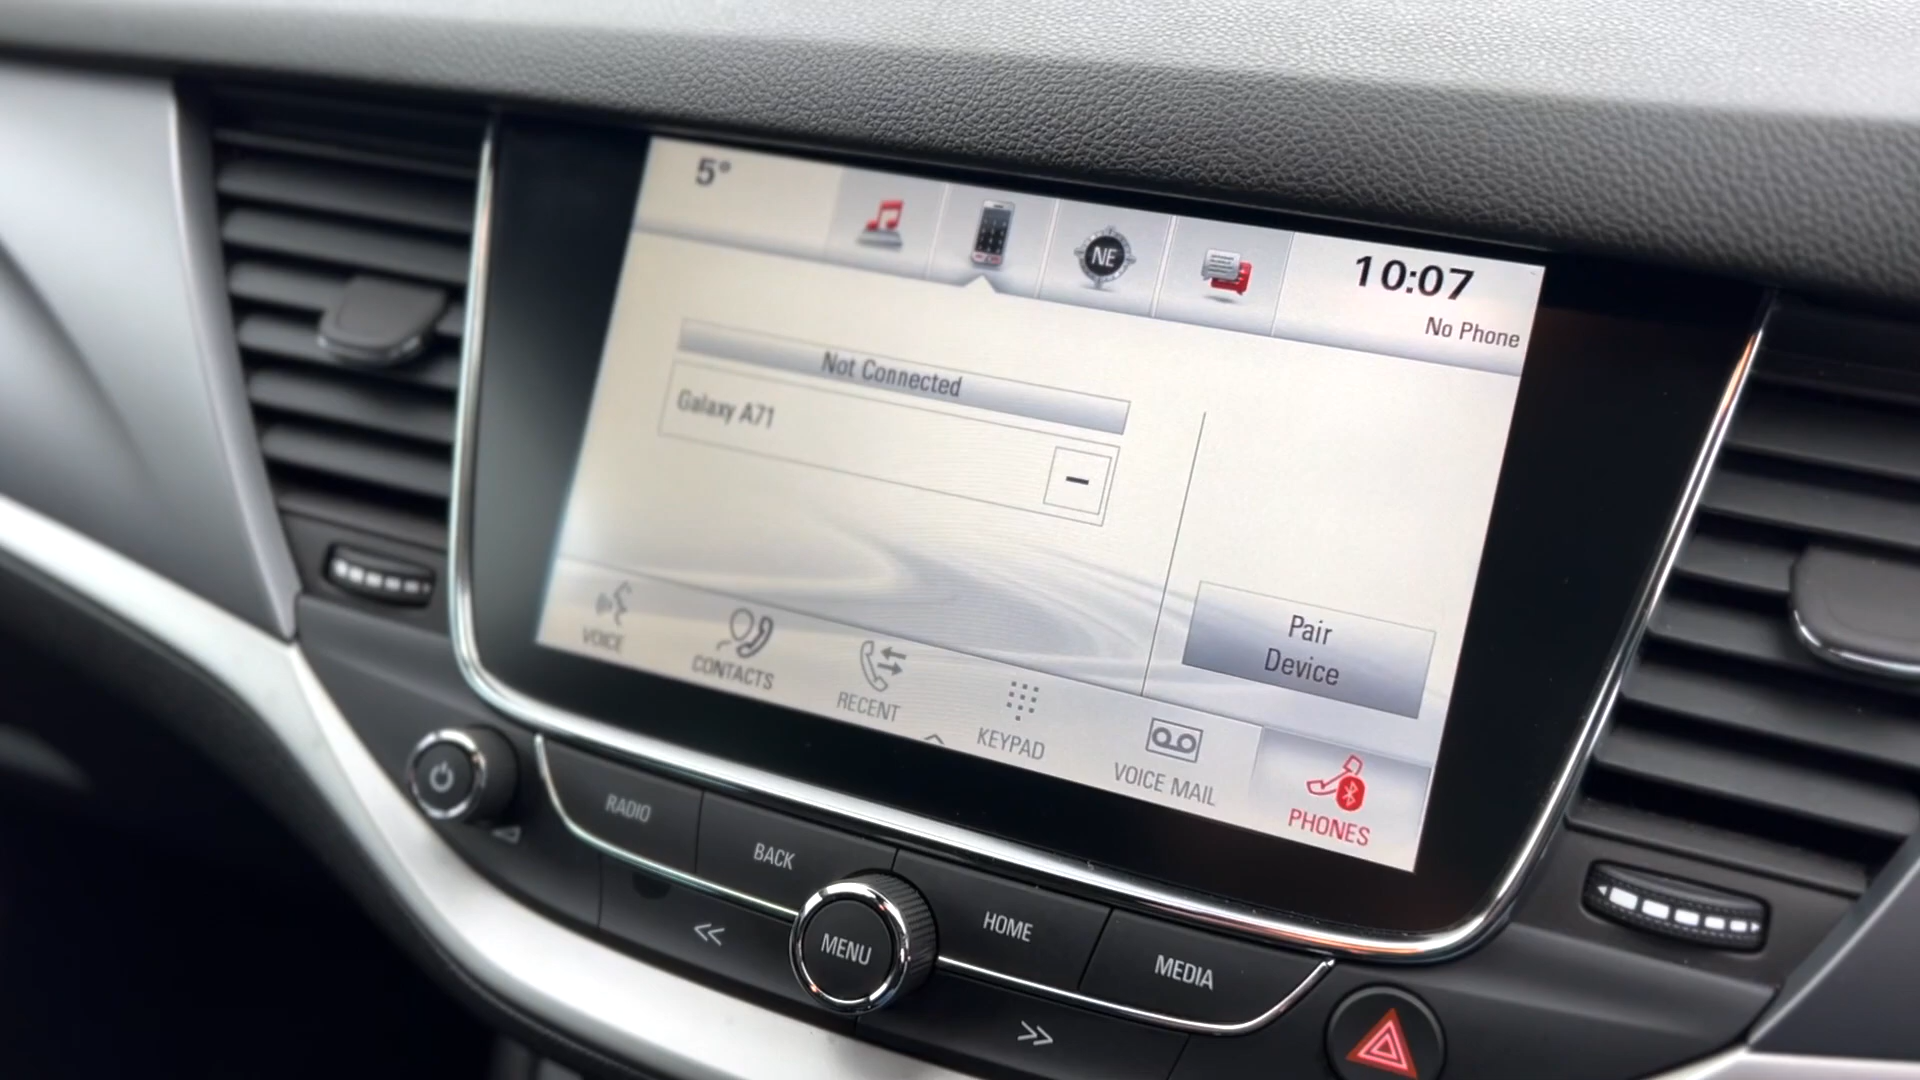 5°
NE
10:07
No Phone
Not Connected
Galaxy A71
Pair
Device
VOICE
CONTACTS
RECENT
KEYPAD
VOICE MAIL
PHONES
RADIO
BACK
HOME
MEDIA
MENU